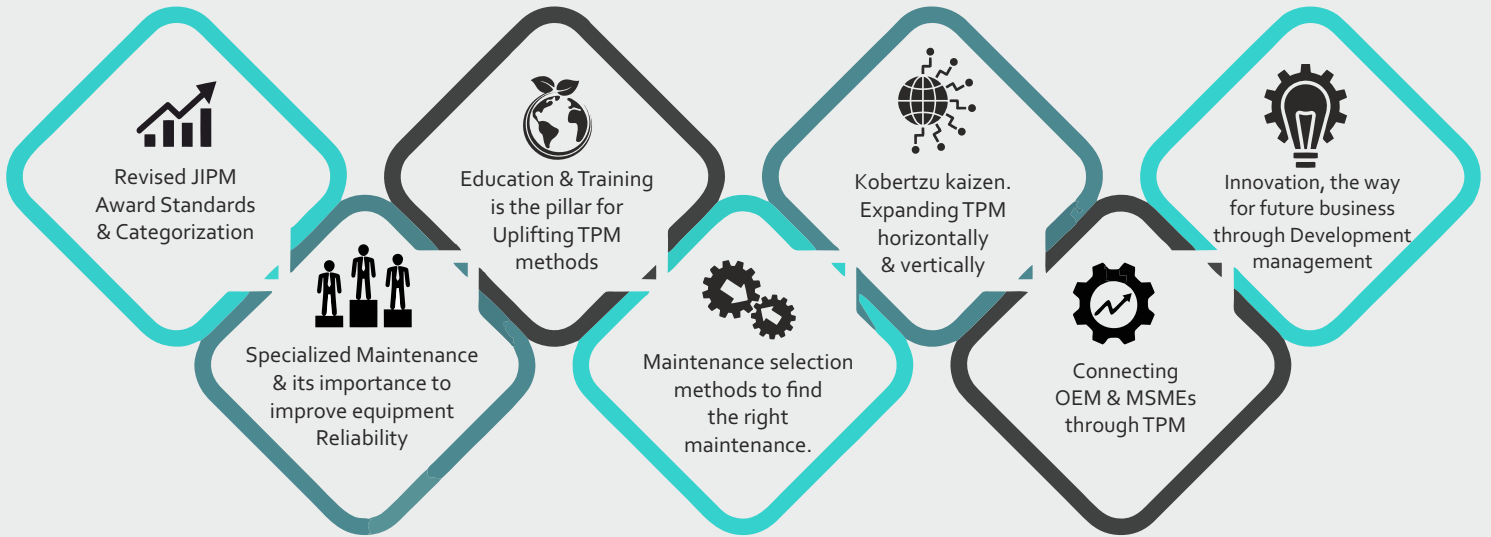 Revised JIPM
Award Standards
& Categorization
Specialized Maintenance
& its importance to
improve equipment
Reliability
Education & Training
is the pillar for
Uplifting TPM
methods
Maintenance selection
methods to find
the right
maintenance.
Kobertzu kaizen.
Expanding TPM
horizontally
& vertically
Connecting
OEM & MSMEs
through TPM
Innovation, the way
for future business
through Development
management